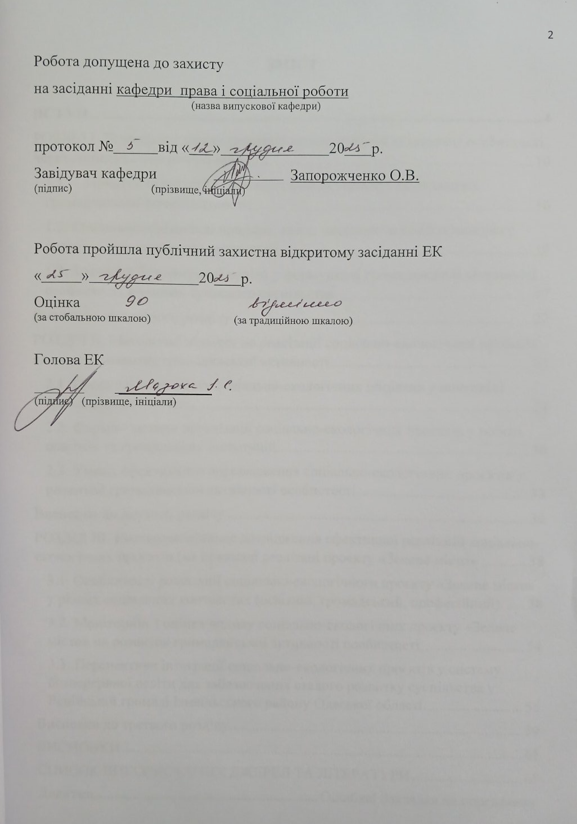 2
Робота допущена до захисту
на засіданні кафедри права і соціальної роботи
(назва випускової кафедри)
протокол № 5 від «12» грудня 2025 р.
Завідувач кафедри Запорожченко О.В.
(підпис) (прізвище, ініціали)
Робота пройшла публічний захистна відкритому засіданні ЕК
«25» грудня 2025 р.
Оцінка 90 відмінно
(за стобальною шкалою) (за традиційною шкалою)
Голова ЕК
(підпис) (прізвище, ініціали)